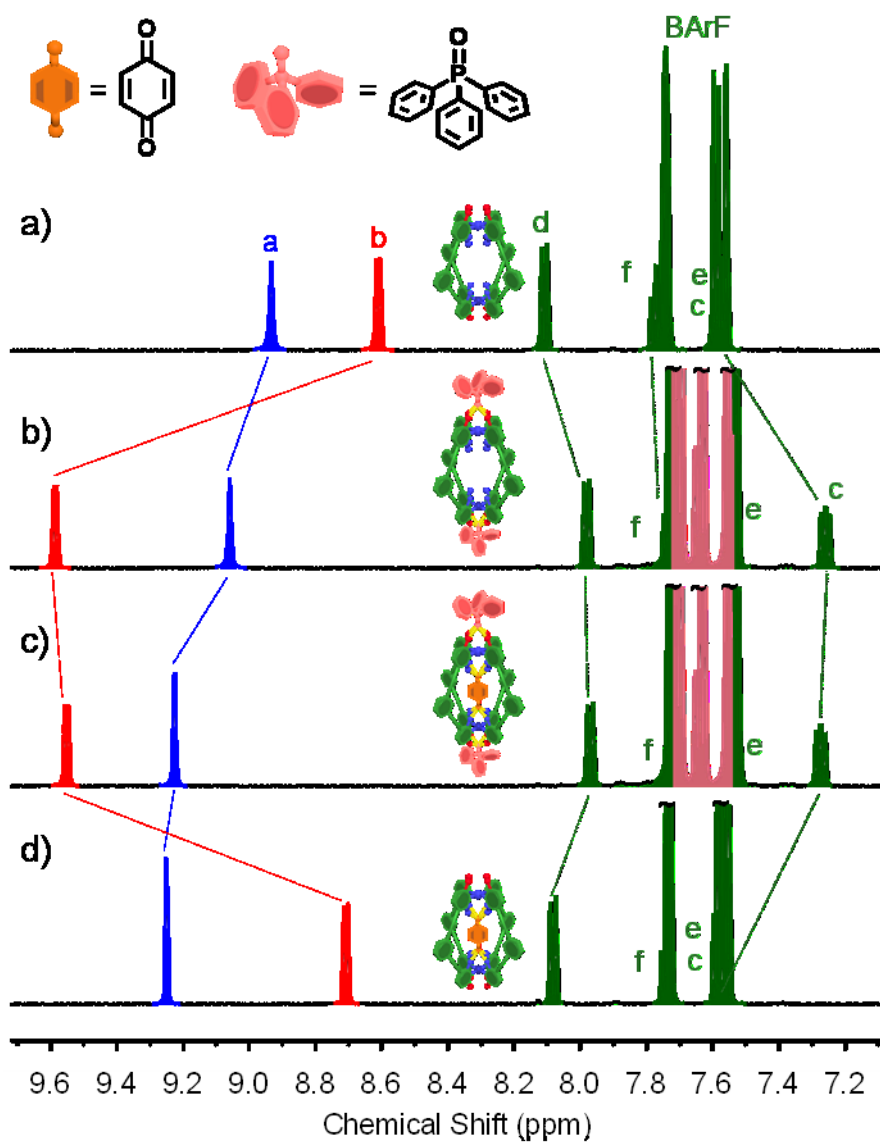 BArF
O
=
O
=
O
P
a)
a
b
d
f
e
c
b)
f
e
c
c)
f
e
d)
f
e
c
9.6 9.4 9.2 9.0 8.8 8.6 8.4 8.2 8.0 7.8 7.6 7.4 7.2
Chemical Shift (ppm)